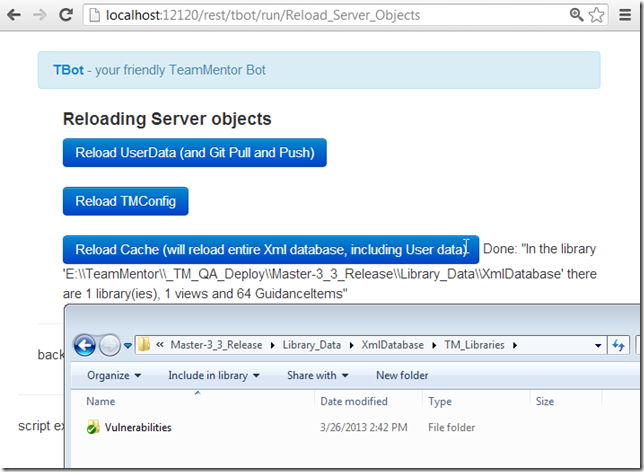 localhost:12120/rest/tbot/run/Reload_Server_Objects
TBot - your friendly TeamMentor Bot
Reloading Server objects
Reload UserData (and Git Pull and Push)
Reload TMConfig
Reload Cache (will reload entire Xml database, including User data) Done: "In the library
'E:\\TeamMentor\\_TM_QA_Deploy\\Master-3_3_Release\\Library_Data\\XmlDatabase' there
are 1 library(ies), 1 views and 64 GuidanceItems"
back
« Master-3_3_Release Library_Data XmlDatabase TM_Libraries
Organize Include in library Share with New folder
Name Date modified Type Size
script ex
Vulnerabilities 3/26/2013 2:42 PM File folder